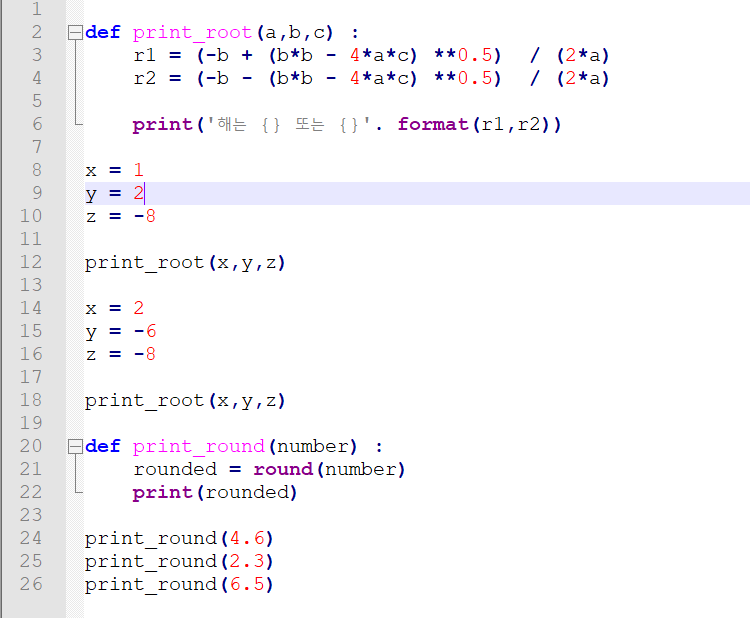 1
2 def print_root(a,b,c) :
3 r1 = (-b + (b*b - 4*a*c) **0.5)  / (2*a)
4 r2 = (-b - (b*b - 4*a*c) **0.5)  / (2*a)
5
6 print('해는 {} 또는 {}'. format(r1,r2))
7
8 x = 1
9 y = 2
10 z = -8
11
12 print_root(x,y,z)
13
14 x = 2
15 y = -6
16 z = -8
17
18 print_root(x,y,z)
19
20 def print_round(number) :
21 rounded = round(number)
22 print(rounded)
23
24 print_round(4.6)
25 print_round(2.3)
26 print_round(6.5)